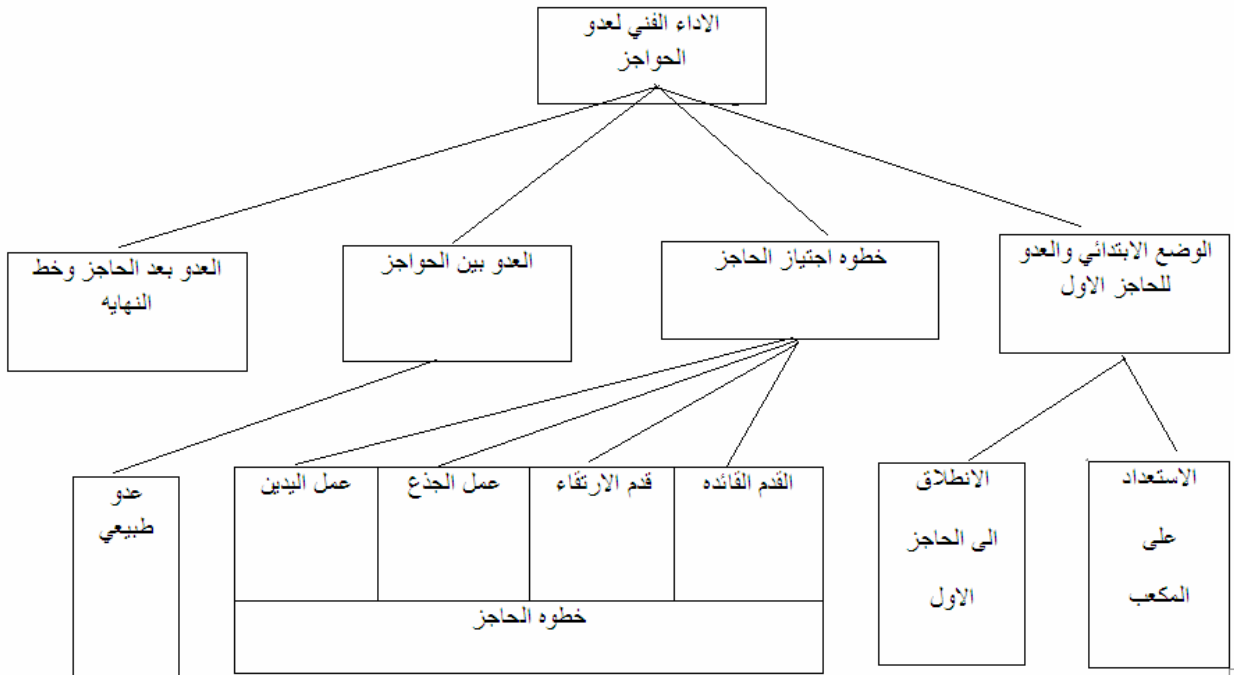 الاداء الفني لعدو
الحواجز
الوضع الابتدائي والعدو
للحاجز الاول
خطوه اجتياز الحاجز
العدو بين الحواجز
العدو بعد الحاجز وخط
النهايه
الاستعداد
على
المكعب
الانطلاق
الى الحاجز
الاول
القدم القائده
قدم الارتقاء
عمل الجذع
عمل اليدين
خطوه الحاجز
عدو
طبيعي